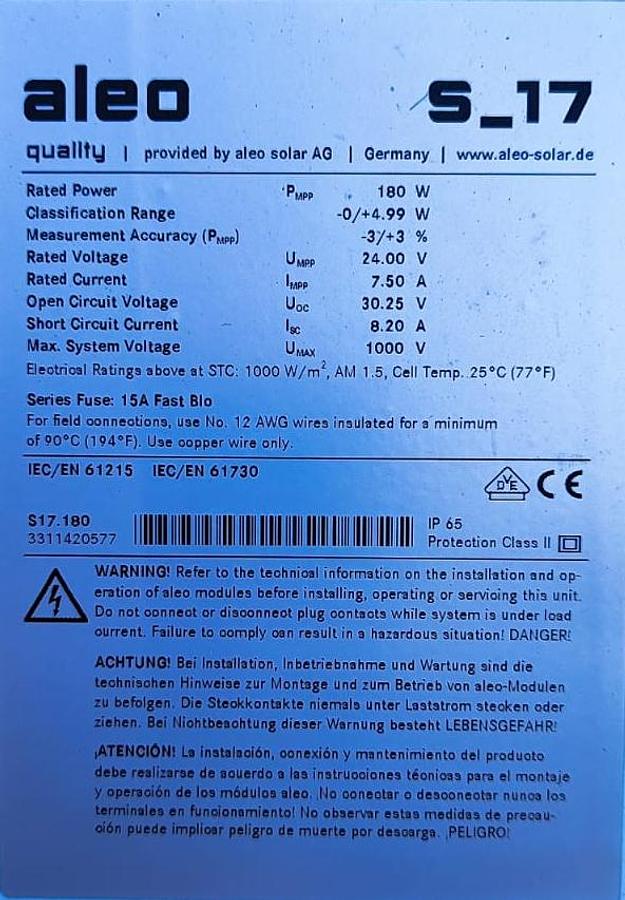 aleo S_17
quality | provided by aleo solar AG | Germany | www.aleo-solar.de
Rated Power PMPP 180 W
Classification Range -0/+4.99 W
Measurement Accuracy (PMPP) -3/+3 %
Rated Voltage UMPP 24.00 V
Rated Current IMPP 7.50 A
Open Circuit Voltage UOC 30.25 V
Short Circuit Current ISC 8.20 A
Max. System Voltage UMAX 1000 V
Electrical Ratings above at STC: 1000 W/m², AM 1.5, Cell Temp. 25°C (77°F)
Series Fuse: 15A Fast Blo
For field connections, use No. 12 AWG wires insulated for a minimum
of 90°C (194°F). Use copper wire only.
IEC/EN 61215 IEC/EN 61730
DVE CE
S17.180 IP 65
3311420577 Protection Class II
WARNING! Refer to the technical information on the installation and op-
eration of aleo modules before installing, operating or servicing this unit.
Do not connect or disconnect plug contacts while system is under load
current. Failure to comply can result in a hazardous situation! DANGER!
ACHTUNG! Bei Installation, Inbetriebnahme und Wartung sind die
technischen Hinweise zur Montage und zum Betrieb von aleo-Modulen
zu befolgen. Die Steckkontakte niemals unter Laststrom stecken oder
ziehen. Bei Nichtbeachtung dieser Warnung besteht LEBENSGEFAHR!
¡ATENCIÓN! La instalación, conexión y mantenimiento del producto
debe realizarse de acuerdo a las instrucciones técnicas para el montaje
y operación de los módulos aleo. ¡No conectar o desconectar nunca los
terminales en funcionamiento! No observar estas medidas de precau-
ción puede implicar peligro de muerte por descarga. ¡PELIGRO!